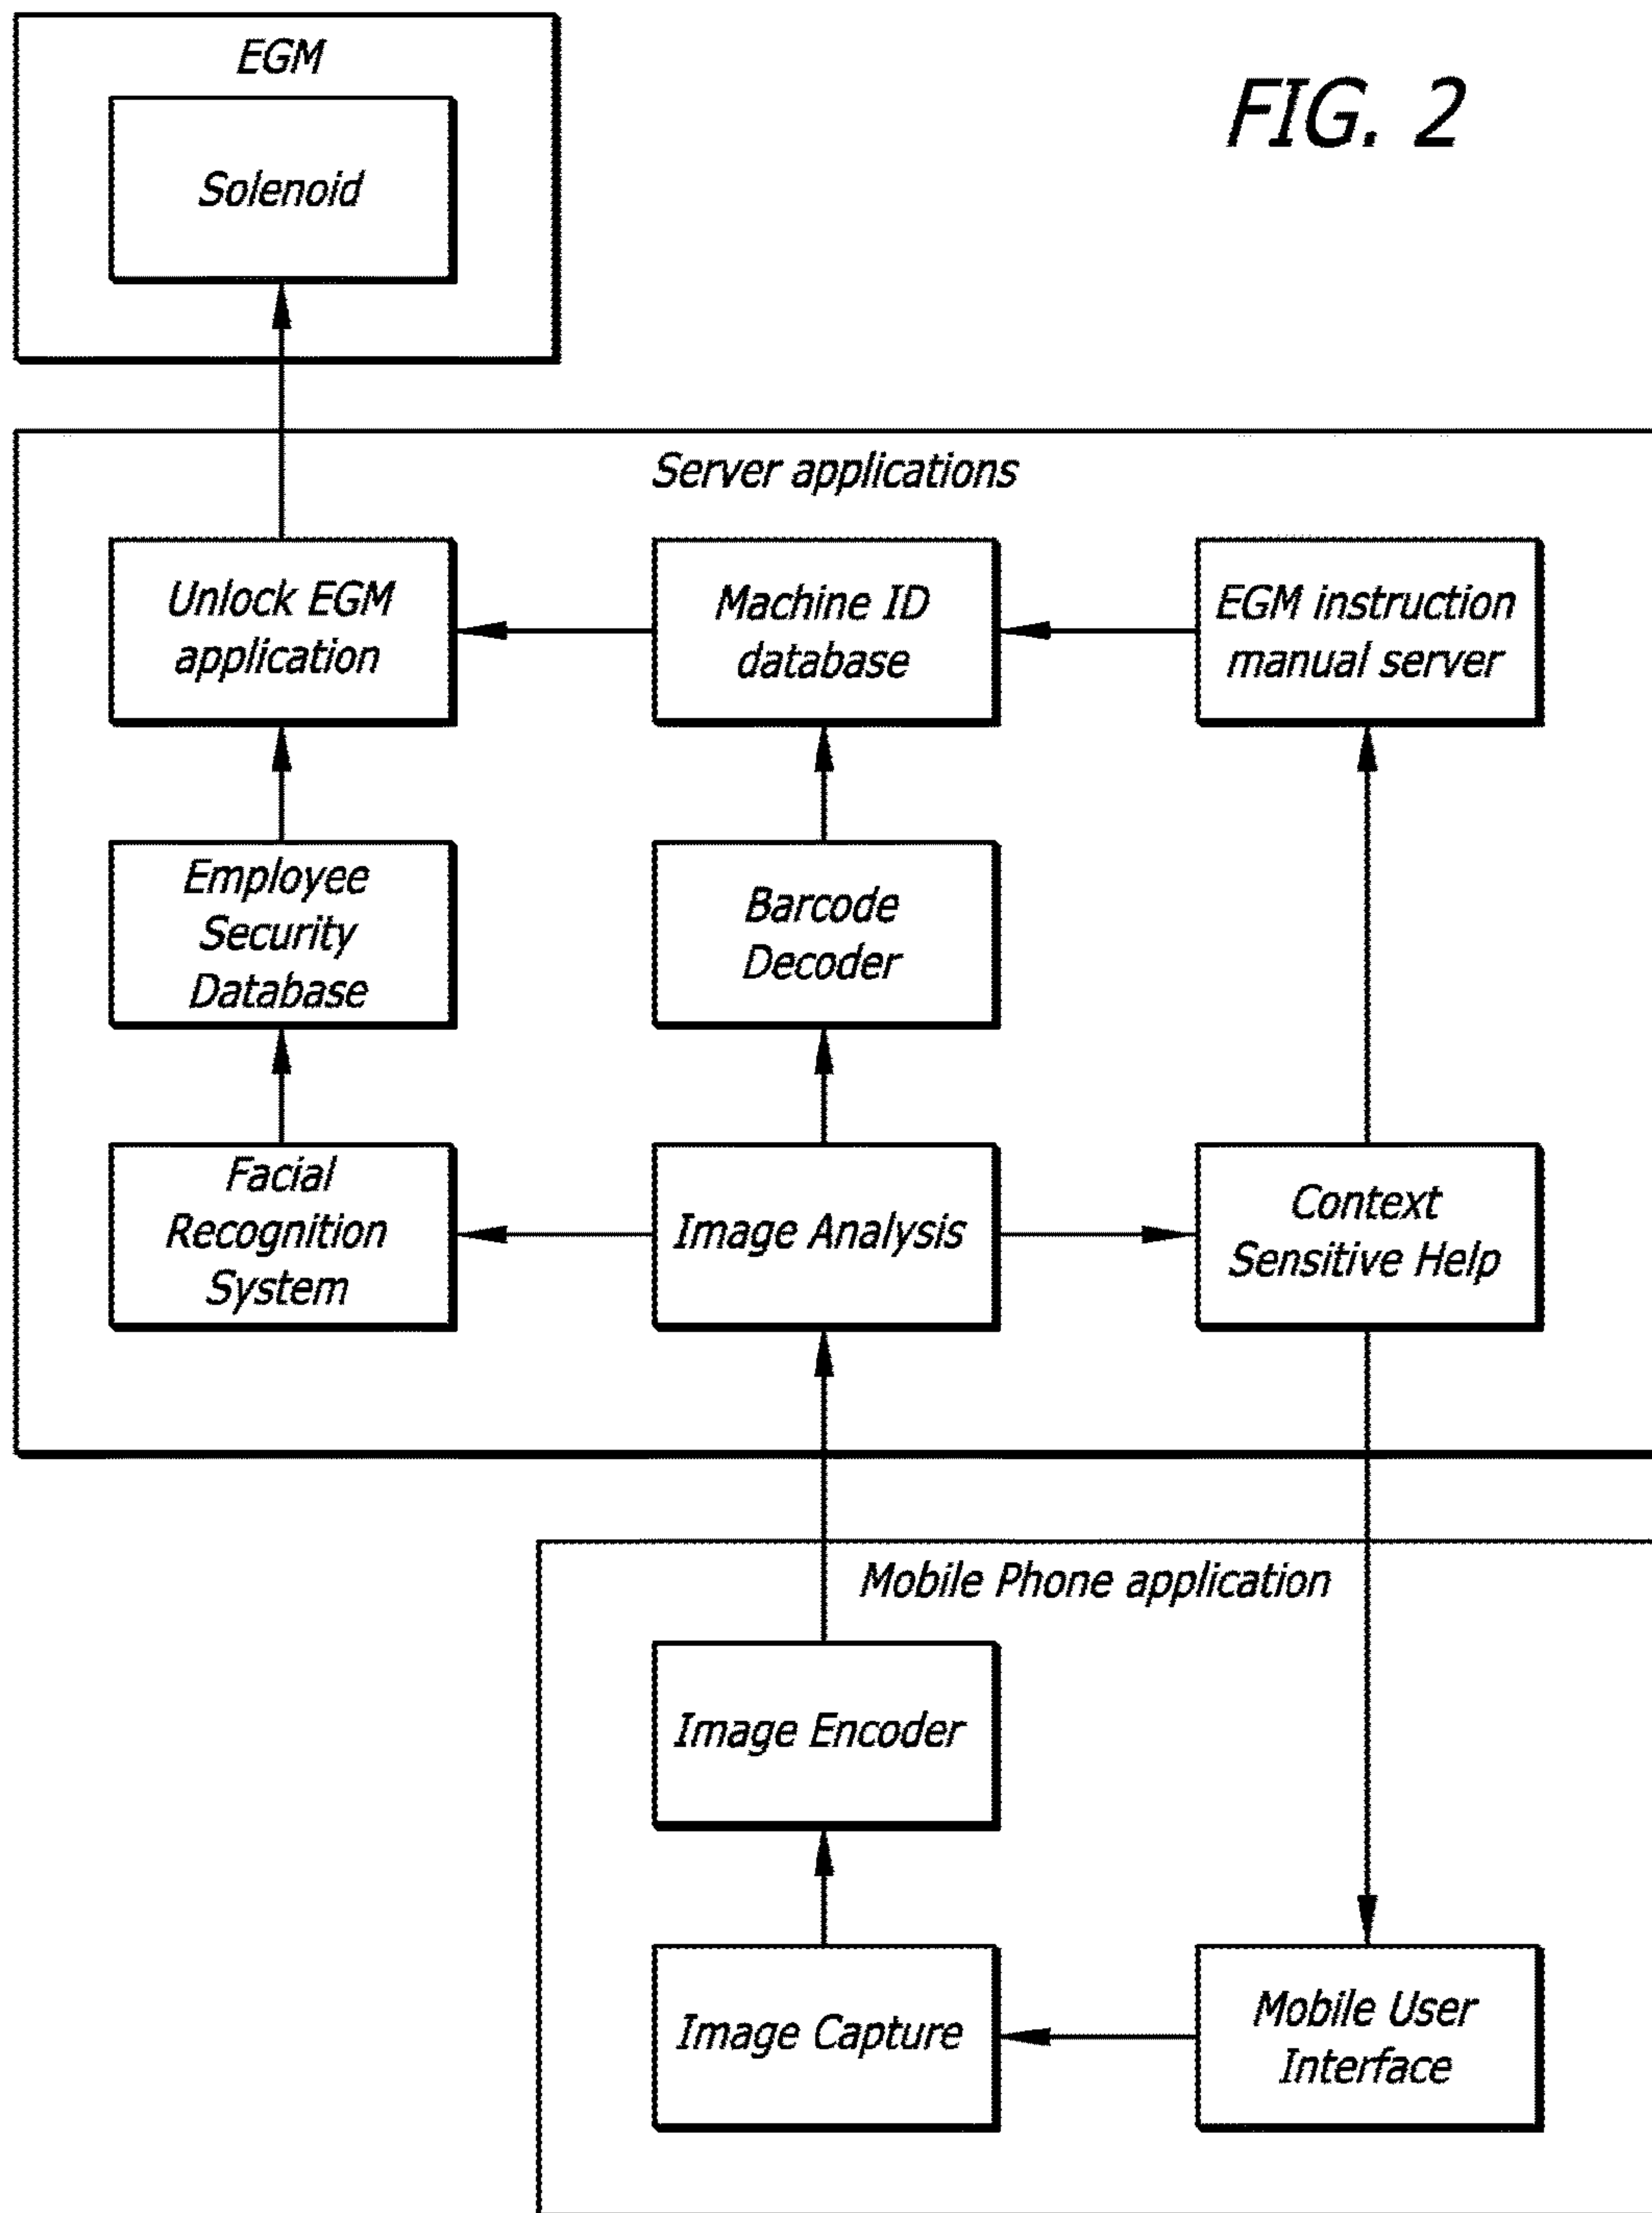 EGM
FIG. 2
Solenoid
Server applications
Unlock EGM
application
Machine ID
database
EGM instruction
manual server
Employee
Security
Database
Barcode
Decoder
Facial
Recognition
System
Image Analysis
Context
Sensitive Help
Mobile Phone application
Image Encoder
Image Capture
Mobile User
Interface